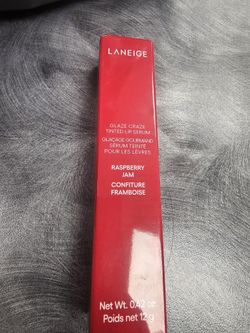 LANEIGE
GLAZE CRAZE
TINTED LIP SERUM
GLAÇAGE GOURMAND
SÉRUM TEINTÉ
POUR LES LÈVRES
RASPBERRY
JAM
CONFITURE
FRAMBOISE
Net Wt. 0.42 oz
Poids net 12 g